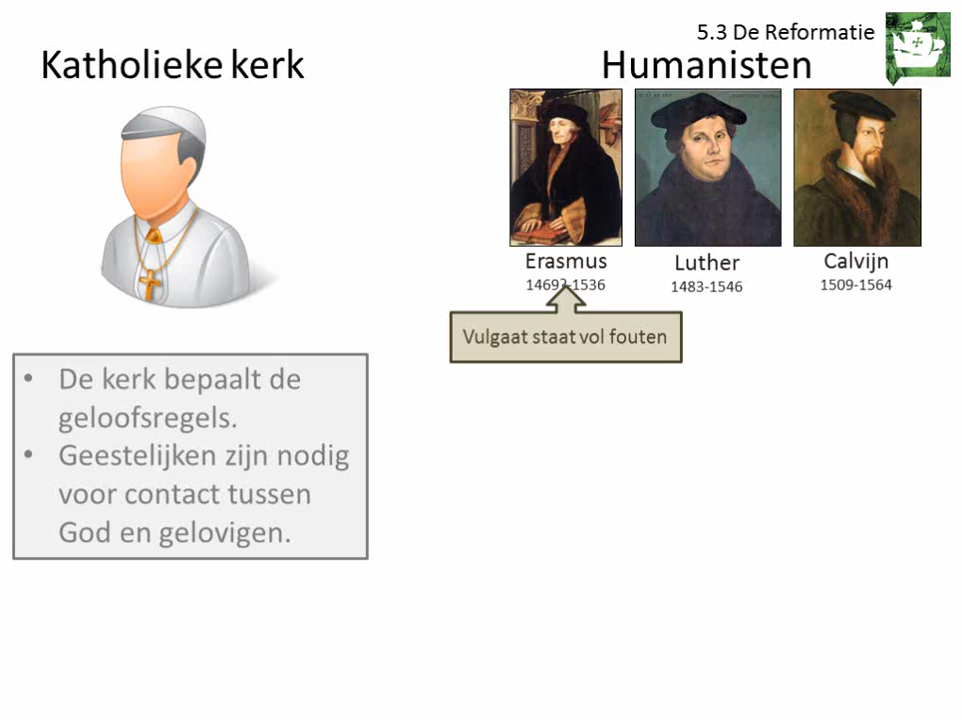 5.3 De Reformatie
Katholieke kerk
Humanisten
Erasmus
1469?-1536
Luther
1483-1546
Calvijn
1509-1564
Vulgaat staat vol fouten
• De kerk bepaalt de
geloofsregels.
• Geestelijken zijn nodig
voor contact tussen
God en gelovigen.